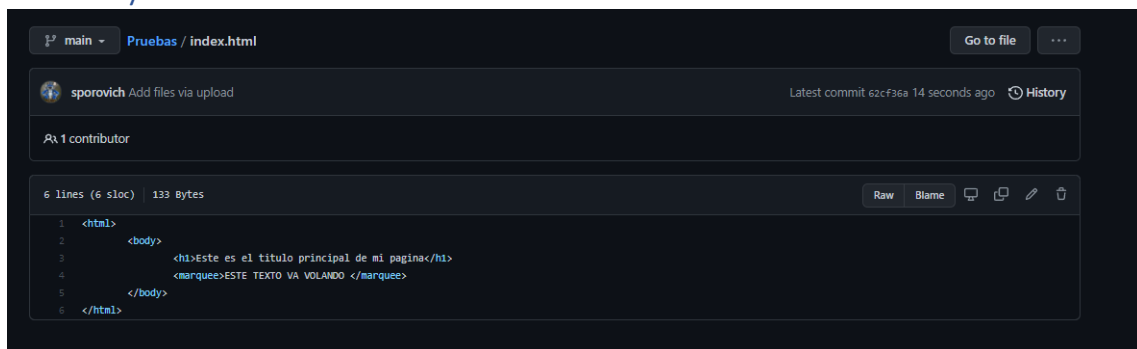 main Pruebas / index.html Go to file ...
sporovich Add files via upload Latest commit 62cf36a 14 seconds ago History
1 contributor
6 lines (6 sloc) 133 Bytes Raw Blame
1 <html>
2 <body>
3 <h1>Este es el titulo principal de mi pagina</h1>
4 <marquee>ESTE TEXTO VA VOLANDO </marquee>
5 </body>
6 </html>